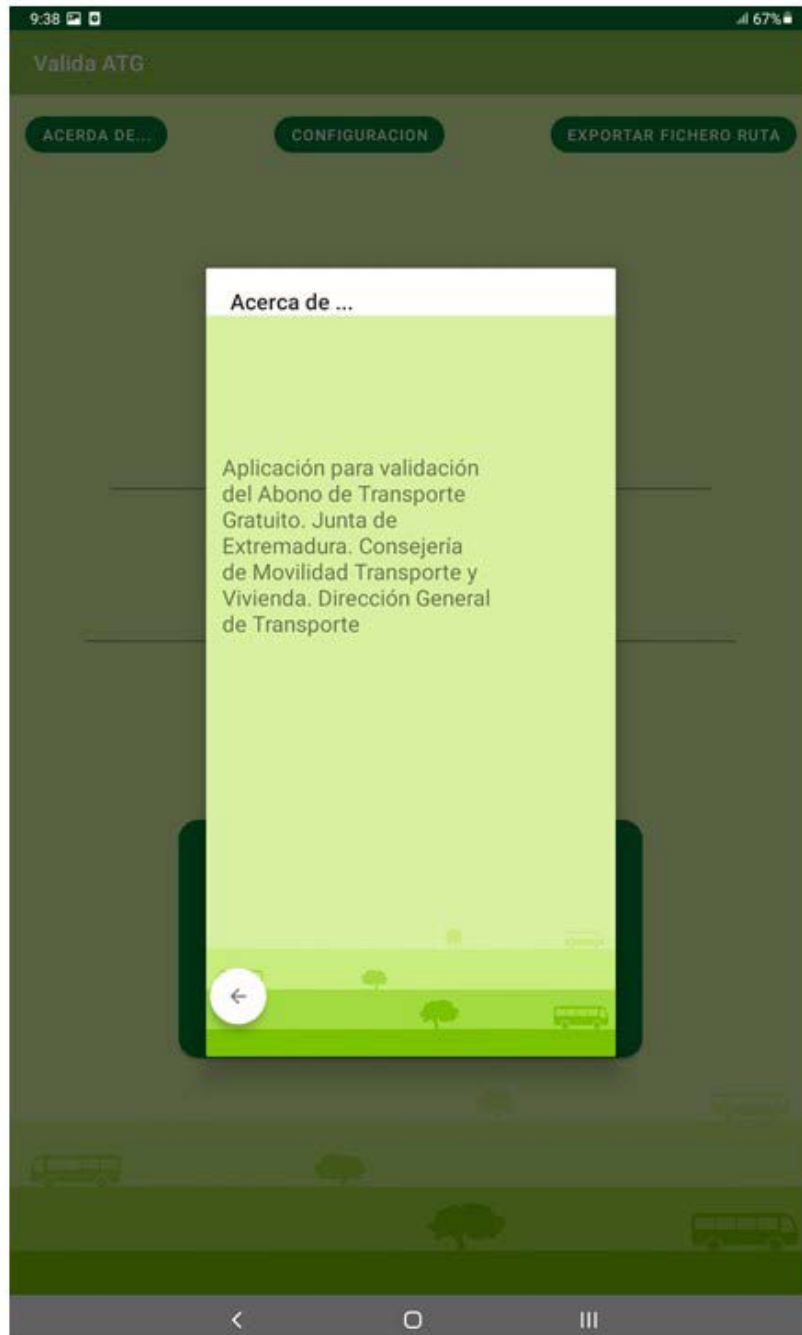 9:38
67%
Valida ATG
ACERDA DE...
CONFIGURACION
EXPORTAR FICHERO RUTA
Acerca de ...
Aplicación para validación
del Abono de Transporte
Gratuito. Junta de
Extremadura. Consejería
de Movilidad Transporte y
Vivienda. Dirección General
de Transporte